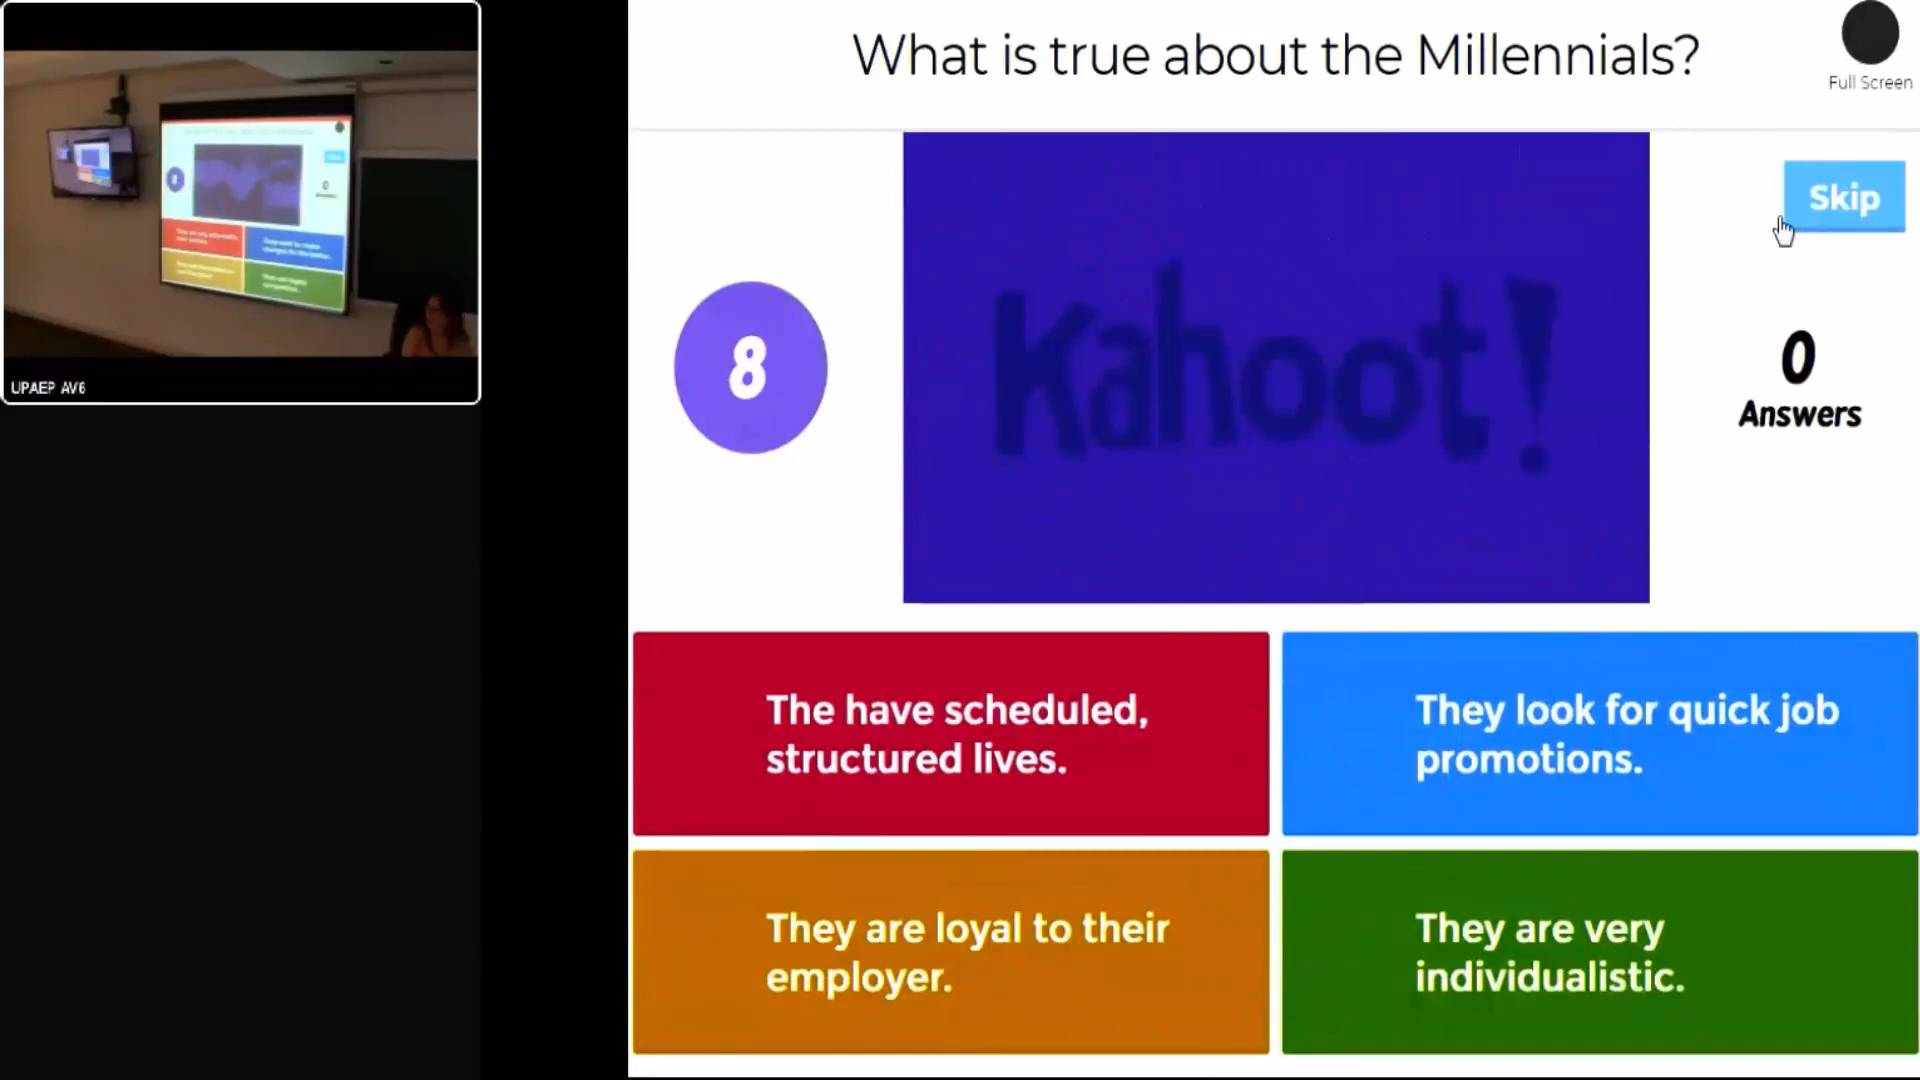 What is true about the Millennials?
Full Screen
Skip
8
Kahoot!
0
Answers
The have scheduled,
structured lives.
They look for quick job
promotions.
They are loyal to their
employer.
They are very
individualistic.
UPAEP AV6